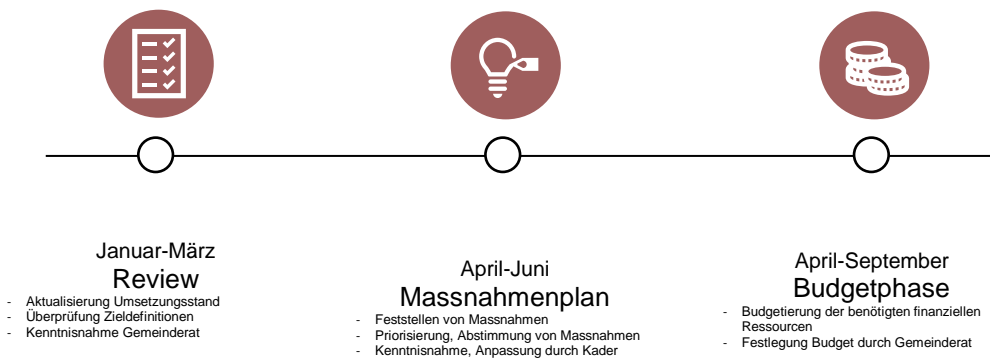 Januar-März
Review
- Aktualisierung Umsetzungsstand
- Überprüfung Zieldefinitionen
- Kenntnisnahme Gemeinderat
April-Juni
Massnahmenplan
- Feststellen von Massnahmen
- Priorisierung, Abstimmung von Massnahmen
- Kenntnisnahme, Anpassung durch Kader
April-September
Budgetphase
- Budgetierung der benötigten finanziellen
Ressourcen
- Festlegung Budget durch Gemeinderat